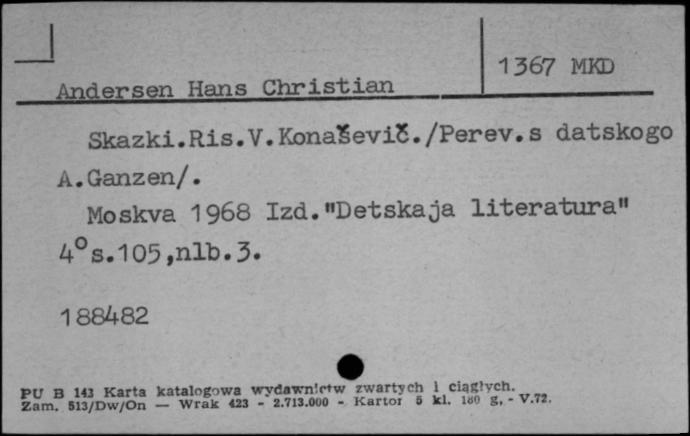 1367 MKD
Andersen Hans Christian
Skazki.Ris.V.Konaševič./Perev.s datskogo
A.Ganzen/.
Moskva 1968 Izd."Detskaja literatura"
4°s.105,nlb.3.
188482
PU B 143 Karta katalogowa wydawnictw zwartych i ciągłych.
Zam. 513/Dw/On — Wrak 423 - 2.713.000 - Karton 5 kl. 180 g. - V.72.